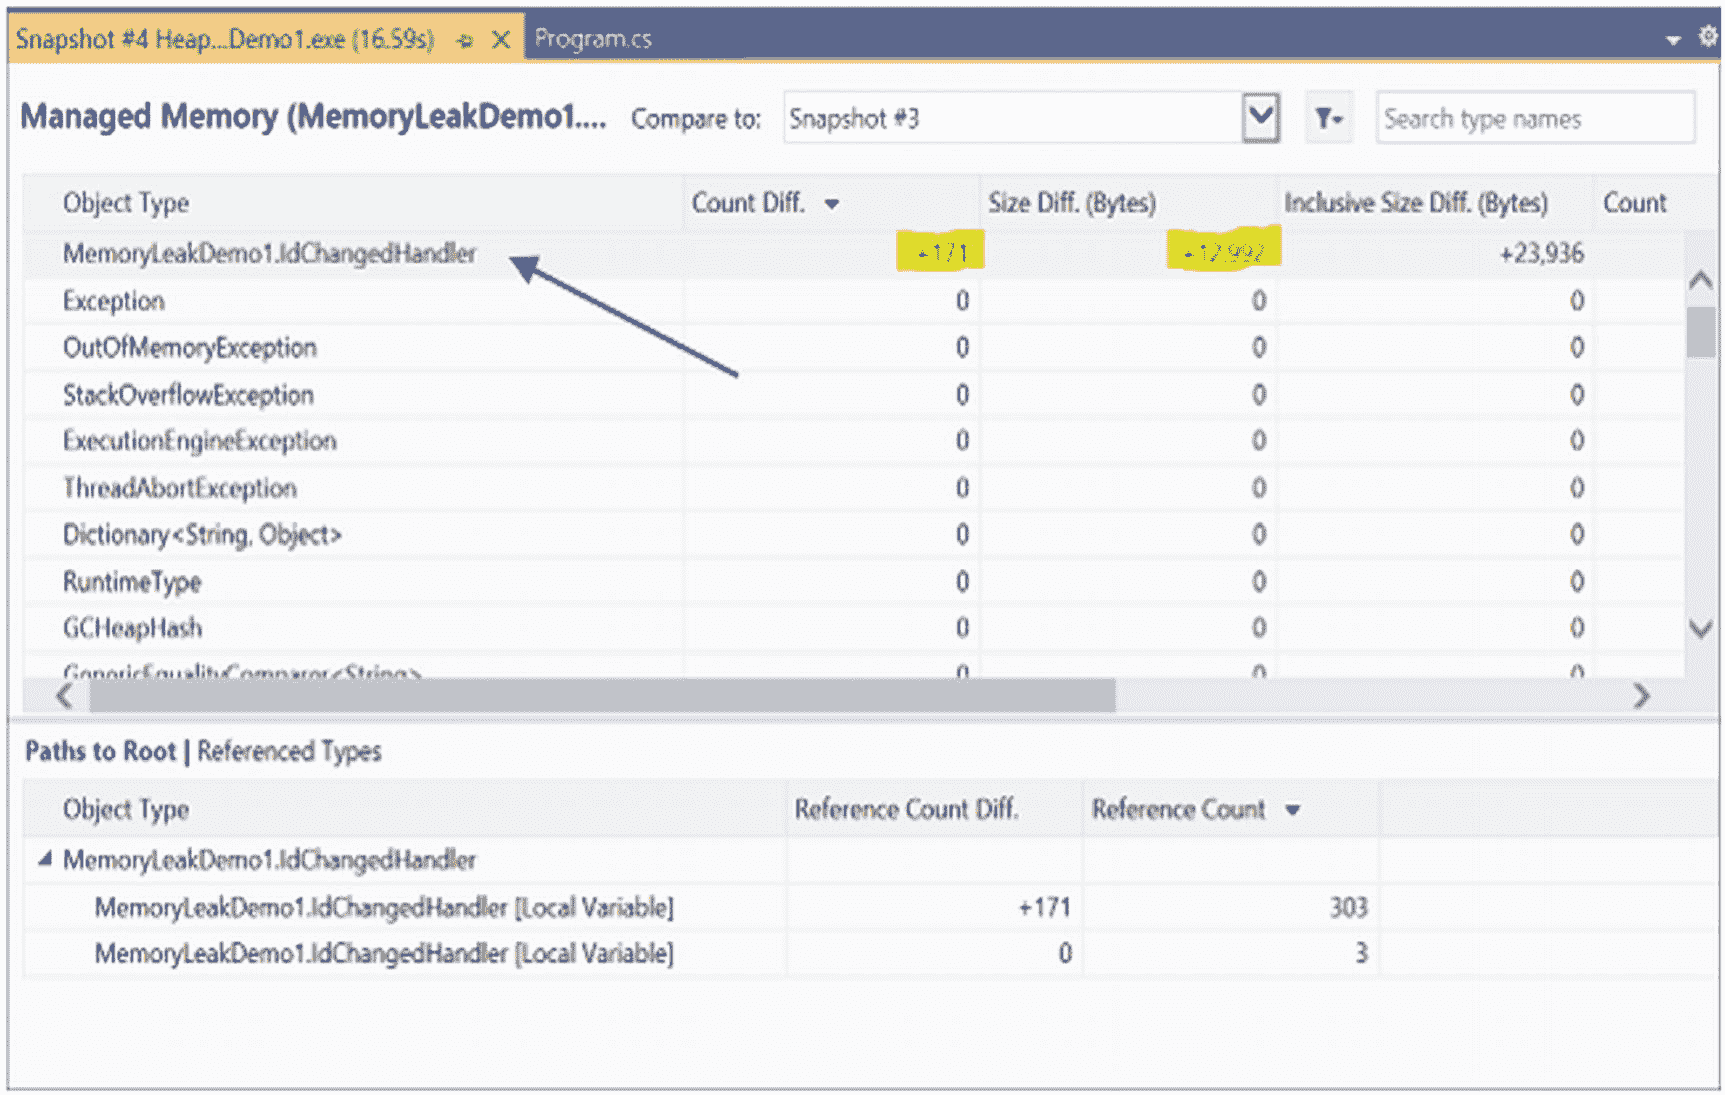 Snapshot #4 Heap...Demo1.exe (16.59s) Program.cs
Managed Memory (MemoryLeakDemo1.... Compare to: Snapshot #3 Search type names
Object Type Count Diff. Size Diff. (Bytes) Inclusive Size Diff. (Bytes) Count
MemoryLeakDemo1.IdChangedHandler +171 +23,936
Exception 0 0 0
OutOfMemoryException 0 0 0
StackOverflowException 0 0 0
ExecutionEngineException 0 0 0
ThreadAbortException 0 0 0
Dictionary<String, Object> 0 0 0
RuntimeType 0 0 0
GCHeapHash 0 0 0
GenericEqualityComparer<String> 0 0 0
Paths to Root | Referenced Types
Object Type Reference Count Diff. Reference Count
MemoryLeakDemo1.IdChangedHandler
MemoryLeakDemo1.IdChangedHandler [Local Variable] +171 303
MemoryLeakDemo1.IdChangedHandler [Local Variable] 0 3